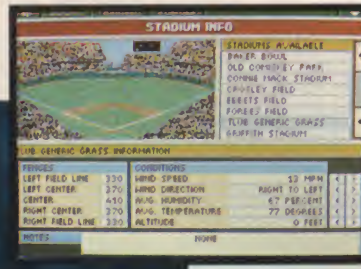 STADIUM INFO
STADIUMS AVAILABLE
BAKER BOWL
OLD COMISKEY PARK
CONNIE MACK STADIUM
CROSLEY FIELD
EBBETS FIELD
FORBES FIELD
TLUB GENERIC GRASS
GRIFFITH STADIUM
TLUB GENERIC GRASS INFORMATION
FENCES
LEFT FIELD LINE 330
LEFT CENTER 370
CENTER 410
RIGHT CENTER 370
RIGHT FIELD LINE 330
CONDITIONS
WIND SPEED 13 MPH
WIND DIRECTION RIGHT TO LEFT
AVG. HUMIDITY 67 PERCENT
AVG. TEMPERATURE 77 DEGREES
ALTITUDE 0 FEET
NOTES
NONE